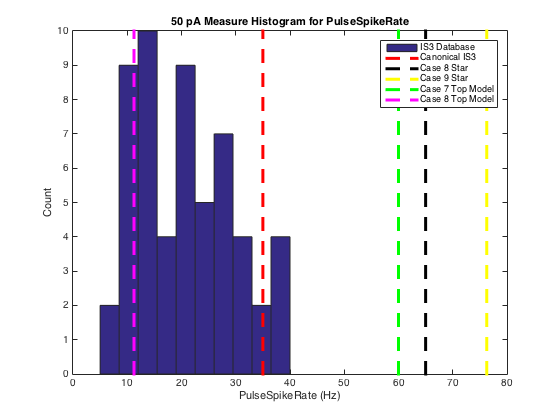 50 pA Measure Histogram for PulseSpikeRate
IS3 Database
Canonical IS3
Case 8 Star
Case 9 Star
Case 7 Top Model
Case 8 Top Model
Count
10
9
8
7
6
5
4
3
2
1
0
0 10 20 30 40 50 60 70 80
PulseSpikeRate (Hz)